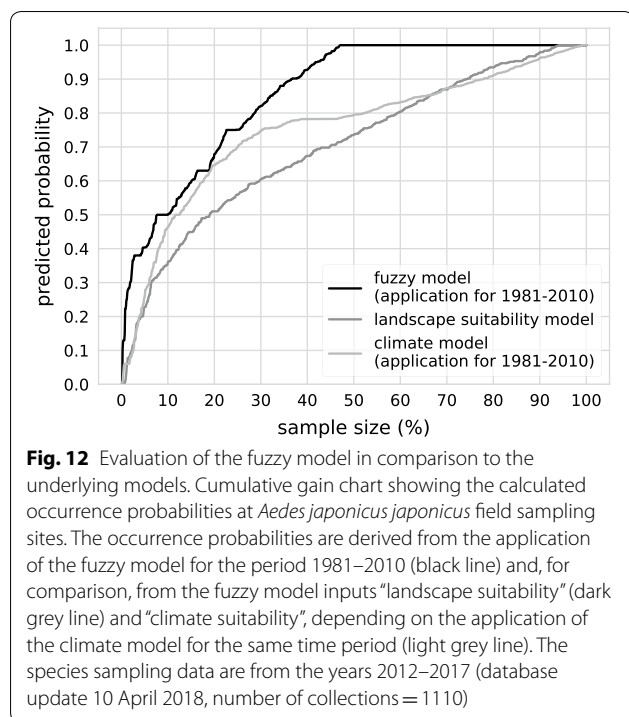 1.0
0.9
0.8
0.7
0.6
0.5
0.4
0.3
0.2
0.1
0.0
predicted probability
fuzzy model
(application for 1981-2010)
landscape suitability model
climate model
(application for 1981-2010)
0 10 20 30 40 50 60 70 80 90 100
sample size (%)
Fig. 12 Evaluation of the fuzzy model in comparison to the
underlying models. Cumulative gain chart showing the calculated
occurrence probabilities at Aedes japonicus japonicus field sampling
sites. The occurrence probabilities are derived from the application
of the fuzzy model for the period 1981–2010 (black line) and, for
comparison, from the fuzzy model inputs “landscape suitability” (dark
grey line) and “climate suitability”, depending on the application of
the climate model for the same time period (light grey line). The
species sampling data are from the years 2012–2017 (database
update 10 April 2018, number of collections = 1110)